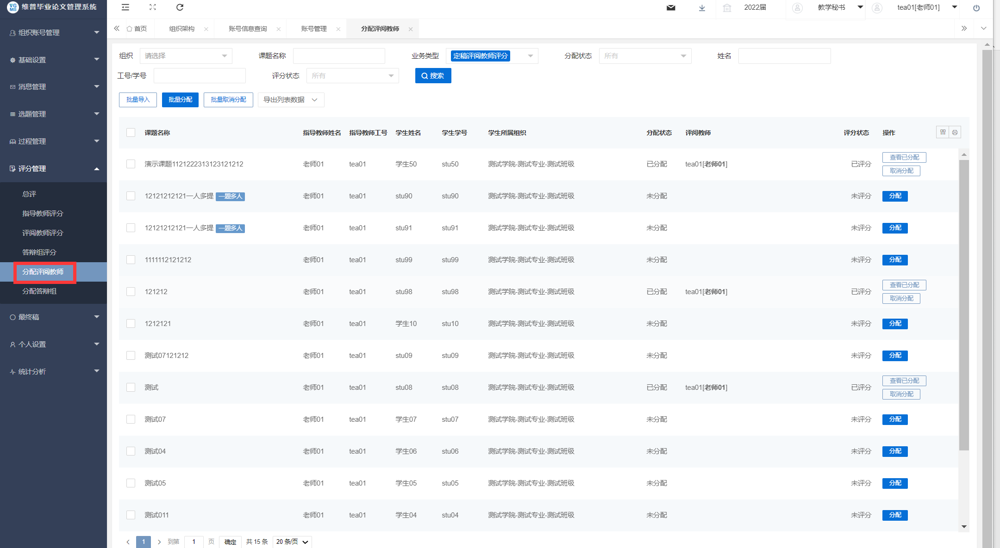 VG MS 维普毕业论文管理系统
2022届 教学秘书 tea01[老师01]
首页 组织架构 账号信息查询 账号管理 分配评阅教师
组织账号管理
基础设置
消息管理
选题管理
过程管理
评分管理
总评
指导教师评分
评阅教师评分
答辩组评分
分配评阅教师
分配答辩组
最终稿
个人设置
统计分析
组织 请选择 课题名称 业务类型 定稿评阅教师评分 分配状态 所有 姓名
工号/学号 评分状态 所有 搜索
批量导入 批量分配 批量取消分配 导出列表数据
课题名称 指导教师姓名 指导教师工号 学生姓名 学生学号 学生所属组织 分配状态 评阅教师 评分状态 操作
演示课题1121222313123121212 老师01 tea01 学生50 stu50 测试学院-测试专业-测试班级 已分配 tea01[老师01] 已评分 查看已分配
取消分配
12121212121一人多提 一题多人 老师01 tea01 stu90 stu90 测试学院-测试专业-测试班级 未分配 未评分 分配
12121212121一人多提 一题多人 老师01 tea01 stu91 stu91 测试学院-测试专业-测试班级 未分配 未评分 分配
1111112121212 老师01 tea01 stu99 stu99 测试学院-测试专业-测试班级 未分配 未评分 分配
121212 老师01 tea01 stu98 stu98 测试学院-测试专业-测试班级 已分配 tea01[老师01] 已评分 查看已分配
取消分配
1212121 老师01 tea01 学生10 stu10 测试学院-测试专业-测试班级 未分配 未评分 分配
测试07121212 老师01 tea01 stu09 stu09 测试学院-测试专业-测试班级 未分配 未评分 分配
测试 老师01 tea01 stu08 stu08 测试学院-测试专业-测试班级 已分配 tea01[老师01] 已评分 查看已分配
取消分配
测试07 老师01 tea01 学生07 stu07 测试学院-测试专业-测试班级 未分配 未评分 分配
测试04 老师01 tea01 学生06 stu06 测试学院-测试专业-测试班级 未分配 未评分 分配
测试05 老师01 tea01 学生05 stu05 测试学院-测试专业-测试班级 未分配 未评分 分配
测试011 老师01 tea01 学生04 stu04 测试学院-测试专业-测试班级 未分配 未评分 分配
1 到第 1 页 确定 共 15 条 20 条/页